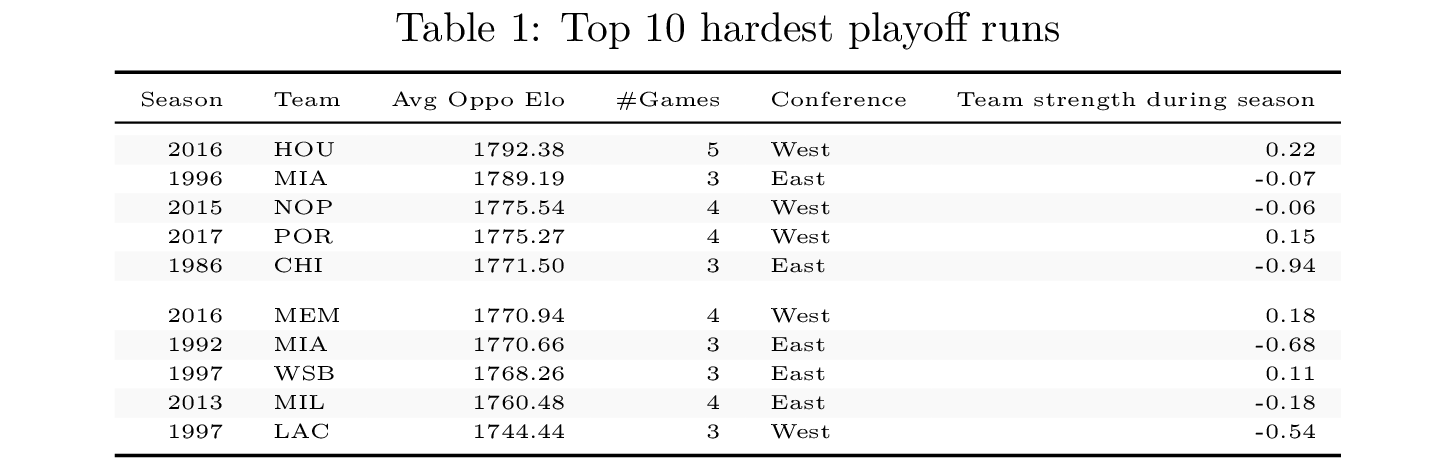 Table 1: Top 10 hardest playoff runs
Season Team Avg Oppo Elo #Games Conference Team strength during season
2016 HOU 1792.38 5 West 0.22
1996 MIA 1789.19 3 East -0.07
2015 NOP 1775.54 4 West -0.06
2017 POR 1775.27 4 West 0.15
1986 CHI 1771.50 3 East -0.94
2016 MEM 1770.94 4 West 0.18
1992 MIA 1770.66 3 East -0.68
1997 WSB 1768.26 3 East 0.11
2013 MIL 1760.48 4 East -0.18
1997 LAC 1744.44 3 West -0.54